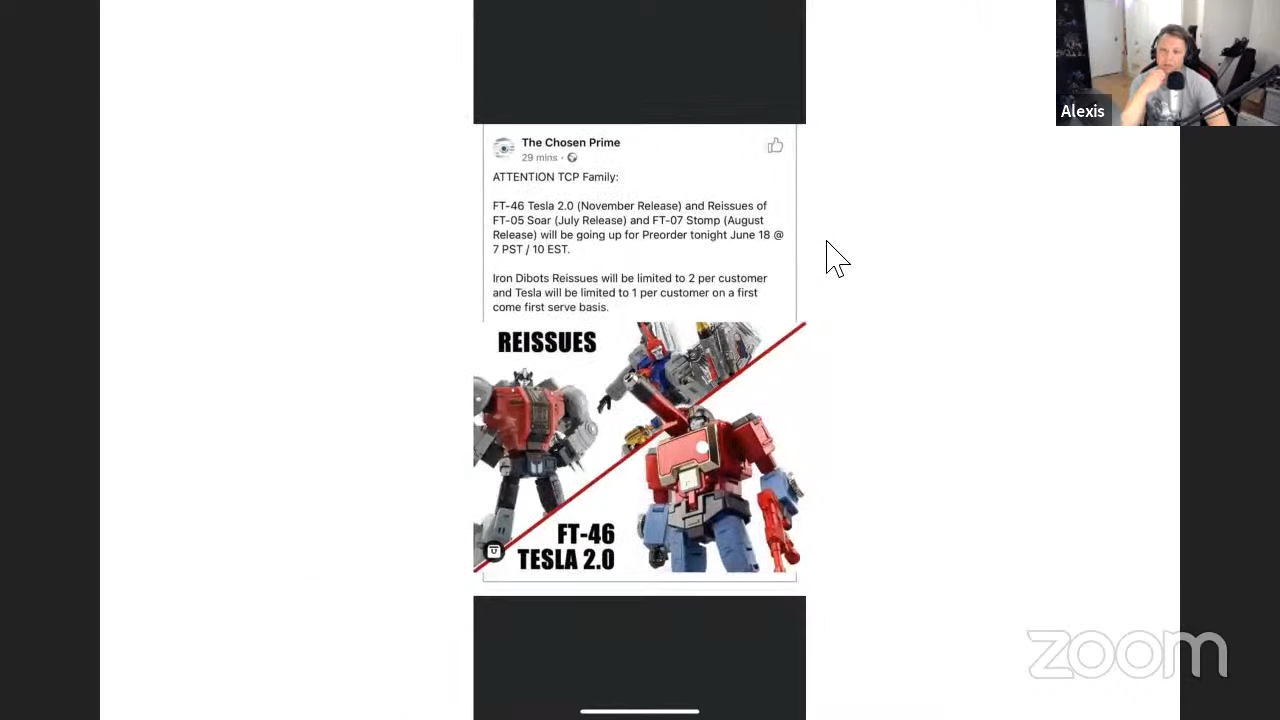 Alexis
The Chosen Prime
29 mins ·
ATTENTION TCP Family:
FT-46 Tesla 2.0 (November Release) and Reissues of
FT-05 Soar (July Release) and FT-07 Stomp (August
Release) will be going up for Preorder tonight June 18 @
7 PST / 10 EST.
Iron Dibots Reissues will be limited to 2 per customer
and Tesla will be limited to 1 per customer on a first
come first serve basis.
REISSUES
FT-46
TESLA 2.0
zoom